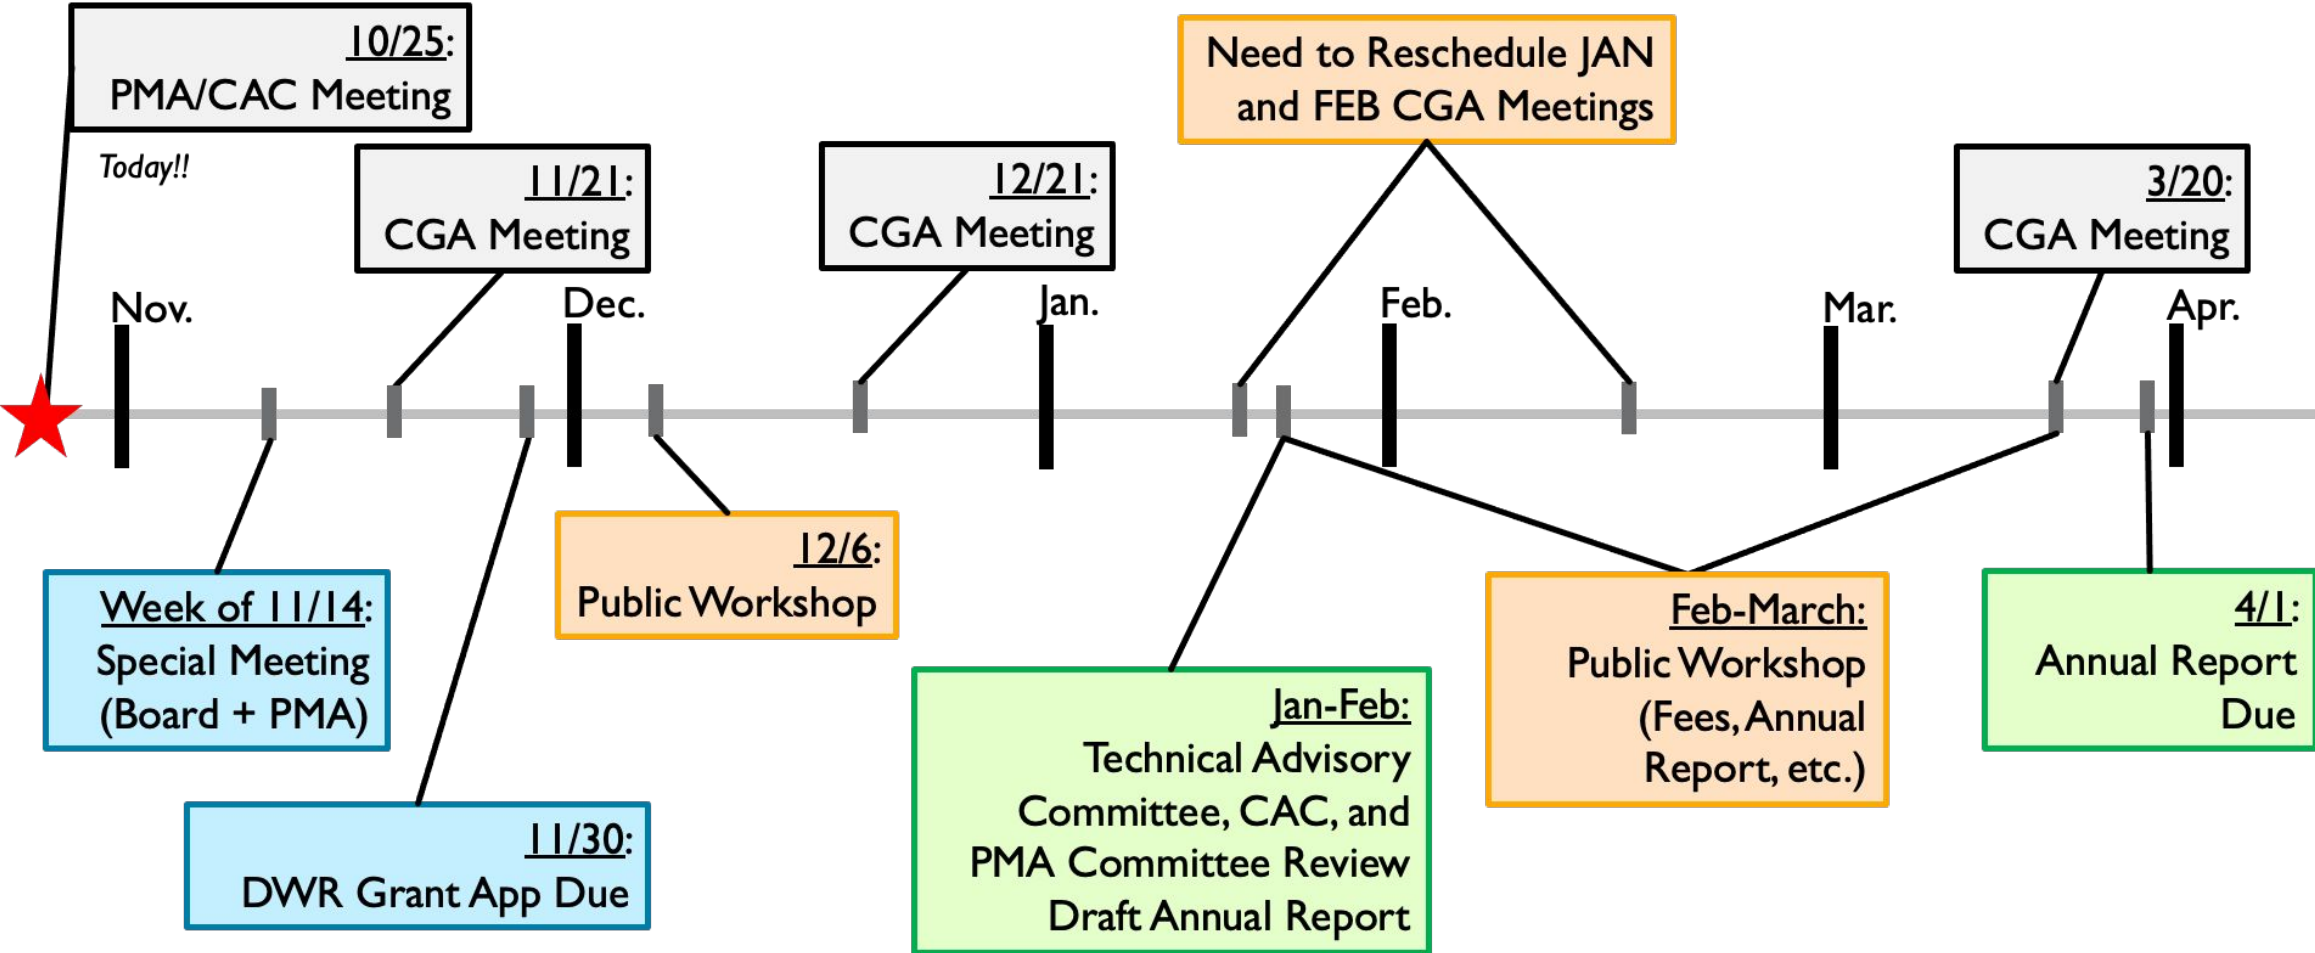 10/25:
PMA/CAC Meeting
Today!!
11/21:
CGA Meeting
12/21:
CGA Meeting
Need to Reschedule JAN
and FEB CGA Meetings
3/20:
CGA Meeting
Nov.
Dec.
Jan.
Feb.
Mar.
Apr.
Week of 11/14:
Special Meeting
(Board + PMA)
11/30:
DWR Grant App Due
12/6:
Public Workshop
Jan-Feb:
Technical Advisory
Committee, CAC, and
PMA Committee Review
Draft Annual Report
Feb-March:
Public Workshop
(Fees, Annual
Report, etc.)
4/1:
Annual Report
Due